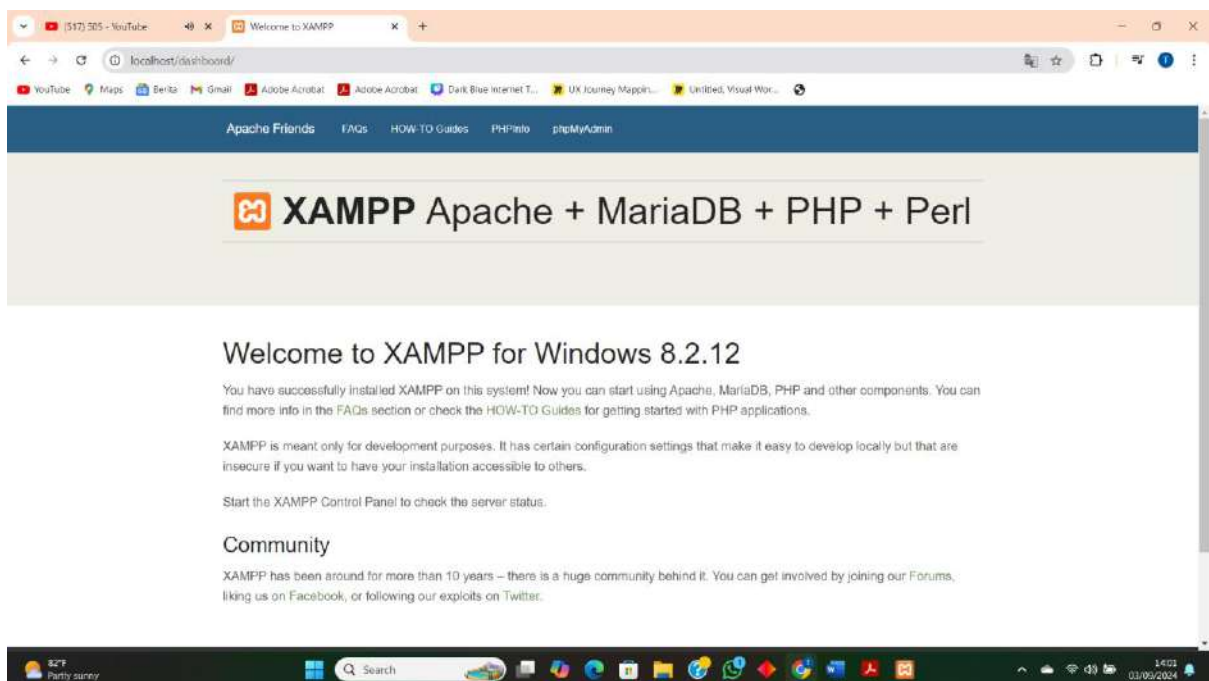 (517) 505 - YouTube
Welcome to XAMPP
localhost/dashboard/
YouTube Maps Berita Gmail Adobe Acrobat Adobe Acrobat Dark Blue Internet T... UX Journey Mappin... Untitled, Visual Wor...
Apache Friends FAQs HOW-TO Guides PHPInfo phpMyAdmin
XAMPP Apache + MariaDB + PHP + Perl
Welcome to XAMPP for Windows 8.2.12
You have successfully installed XAMPP on this system! Now you can start using Apache, MariaDB, PHP and other components. You can
find more info in the FAQs section or check the HOW-TO Guides for getting started with PHP applications.
XAMPP is meant only for development purposes. It has certain configuration settings that make it easy to develop locally but that are
insecure if you want to have your installation accessible to others.
Start the XAMPP Control Panel to check the server status.
Community
XAMPP has been around for more than 10 years – there is a huge community behind it. You can get involved by joining our Forums,
liking us on Facebook, or following our exploits on Twitter.
82°F
Partly sunny
Search
14:01
03/09/2024